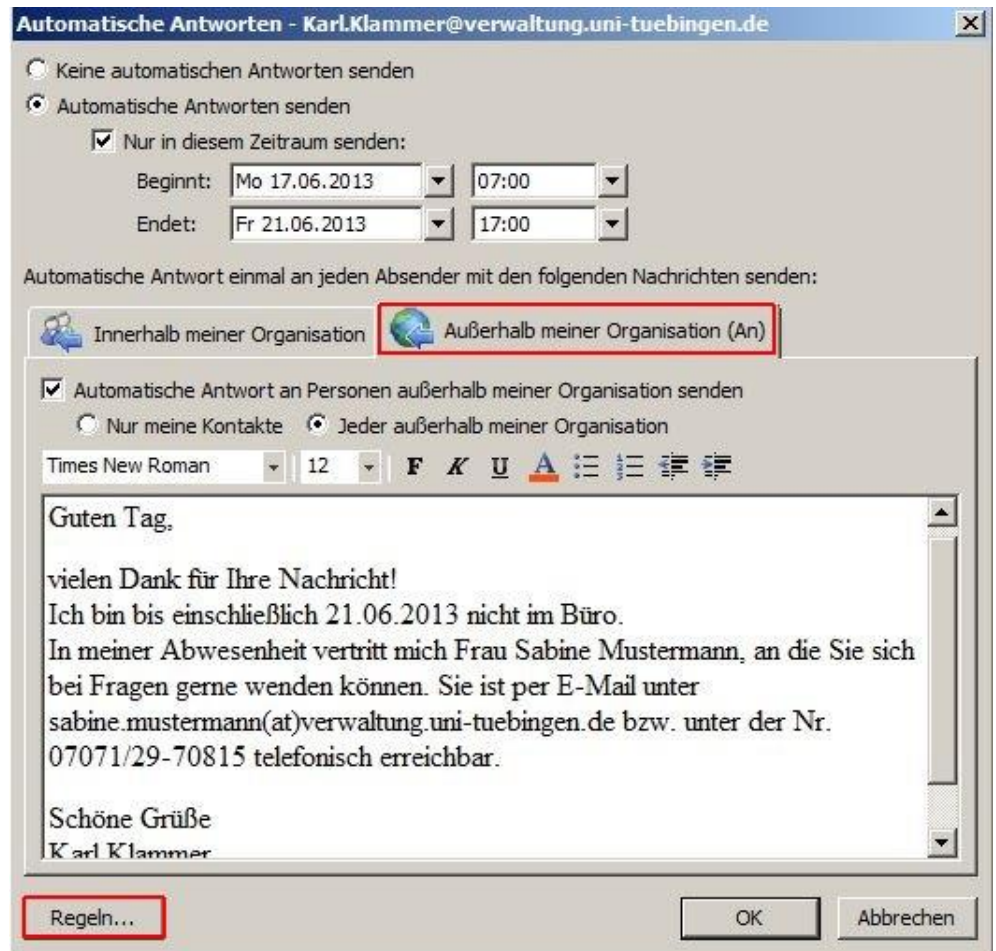 Automatische Antworten - Karl.Klammer@verwaltung.uni-tuebingen.de
Keine automatischen Antworten senden
Automatische Antworten senden
Nur in diesem Zeitraum senden:
Beginnt: Mo 17.06.2013 07:00
Endet: Fr 21.06.2013 17:00
Automatische Antwort einmal an jeden Absender mit den folgenden Nachrichten senden:
Innerhalb meiner Organisation Außerhalb meiner Organisation (An)
Automatische Antwort an Personen außerhalb meiner Organisation senden
Nur meine Kontakte Jeder außerhalb meiner Organisation
Times New Roman 12 F K U A
Guten Tag,
vielen Dank für Ihre Nachricht!
Ich bin bis einschließlich 21.06.2013 nicht im Büro.
In meiner Abwesenheit vertritt mich Frau Sabine Mustermann, an die Sie sich
bei Fragen gerne wenden können. Sie ist per E-Mail unter
sabine.mustermann(at)verwaltung.uni-tuebingen.de bzw. unter der Nr.
07071/29-70815 telefonisch erreichbar.
Schöne Grüße
Karl Klammer
Regeln... OK Abbrechen